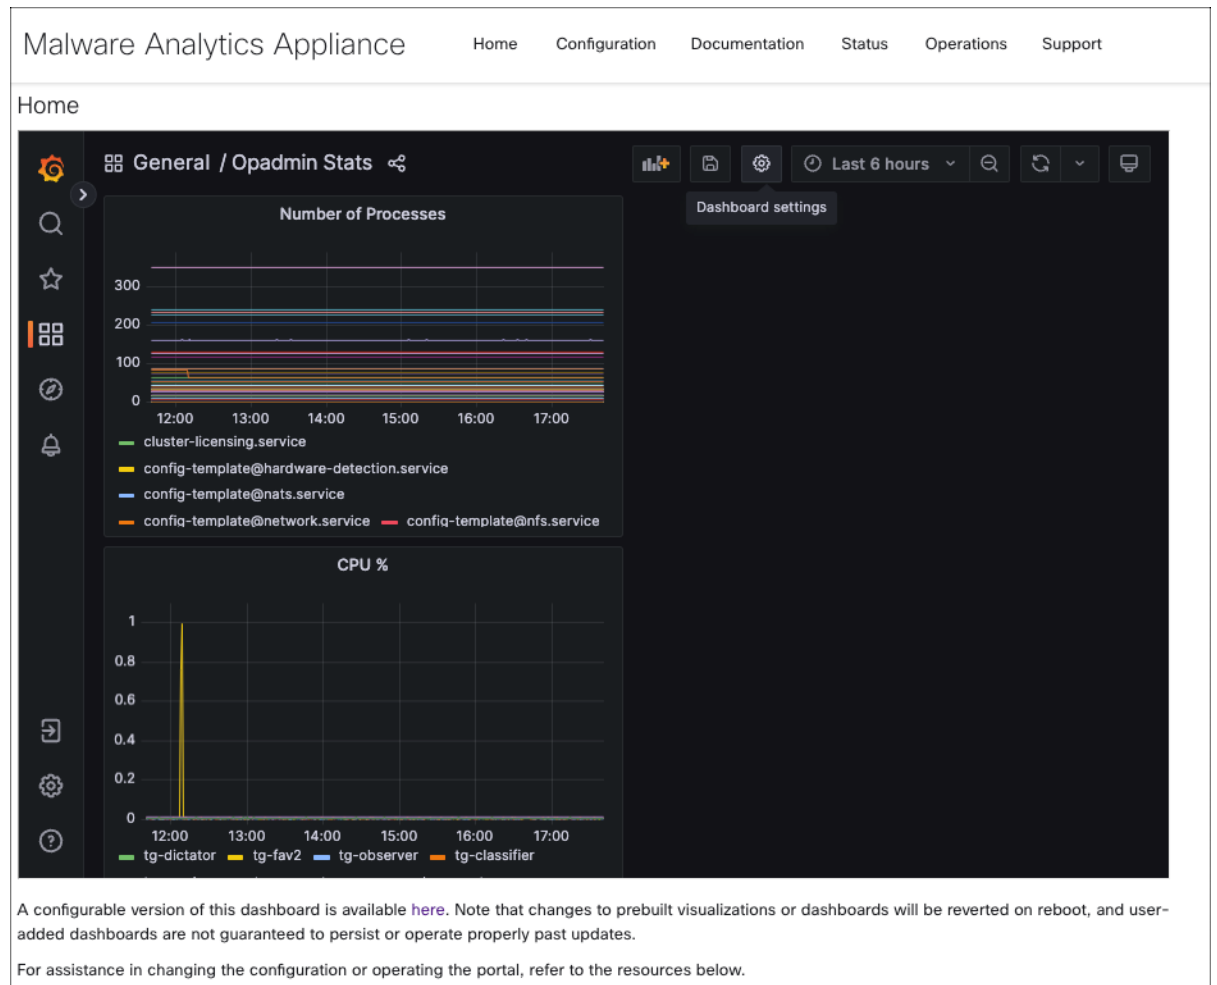 Malware Analytics Appliance Home Configuration Documentation Status Operations Support
Home
General / Opadmin Stats Last 6 hours
Dashboard settings
Number of Processes
300
200
100
0
12:00 13:00 14:00 15:00 16:00 17:00
cluster-licensing.service
config-template@hardware-detection.service
config-template@nats.service
config-template@network.service config-template@nfs.service
CPU %
1
0.8
0.6
0.4
0.2
0
12:00 13:00 14:00 15:00 16:00 17:00
tg-dictator tg-fav2 tg-observer tg-classifier
A configurable version of this dashboard is available here. Note that changes to prebuilt visualizations or dashboards will be reverted on reboot, and user-
added dashboards are not guaranteed to persist or operate properly past updates.
For assistance in changing the configuration or operating the portal, refer to the resources below.